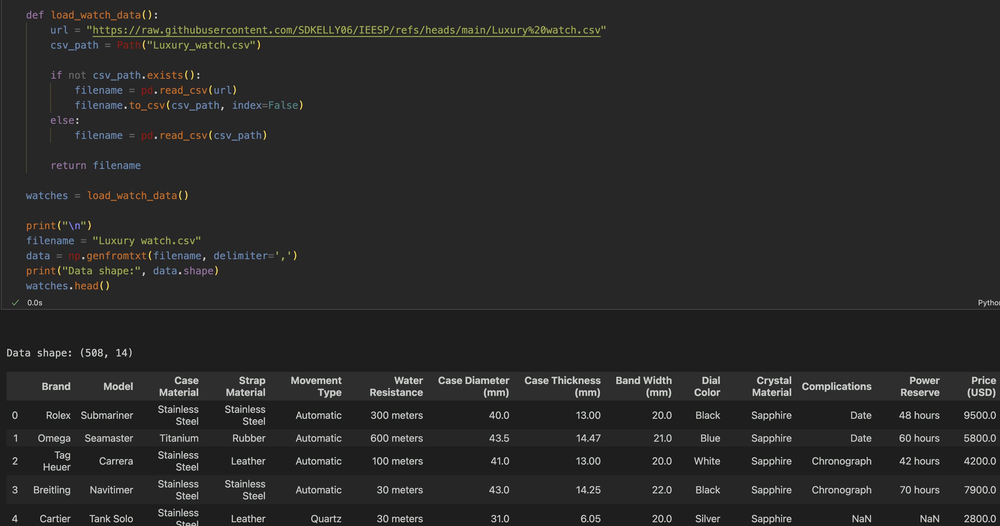 def load_watch_data():
    url = "https://raw.githubusercontent.com/SDKELLY06/IEESP/refs/heads/main/Luxury%20watch.csv"
    csv_path = Path("Luxury_watch.csv")
    if not csv_path.exists():
        filename = pd.read_csv(url)
        filename.to_csv(csv_path, index=False)
    else:
        filename = pd.read_csv(csv_path)
    return filename
watches = load_watch_data()
print("\n")
filename = "Luxury watch.csv"
data = np.genfromtxt(filename, delimiter=',')
print("Data shape:", data.shape)
watches.head()
0.0s Python
Data shape: (508, 14)
Brand Model Case Material Strap Material Movement Type Water Resistance Case Diameter (mm) Case Thickness (mm) Band Width (mm) Dial Color Crystal Material Complications Power Reserve Price (USD)
0 Rolex Submariner Stainless Steel Stainless Steel Automatic 300 meters 40.0 13.00 20.0 Black Sapphire Date 48 hours 9500.0
1 Omega Seamaster Titanium Rubber Automatic 600 meters 43.5 14.47 21.0 Blue Sapphire Date 60 hours 5800.0
2 Tag Heuer Carrera Stainless Steel Leather Automatic 100 meters 41.0 13.00 20.0 White Sapphire Chronograph 42 hours 4200.0
3 Breitling Navitimer Stainless Steel Stainless Steel Automatic 30 meters 43.0 14.25 22.0 Black Sapphire Chronograph 70 hours 7900.0
4 Cartier Tank Solo Stainless Steel Leather Quartz 30 meters 31.0 6.05 20.0 Silver Sapphire NaN NaN 2800.0